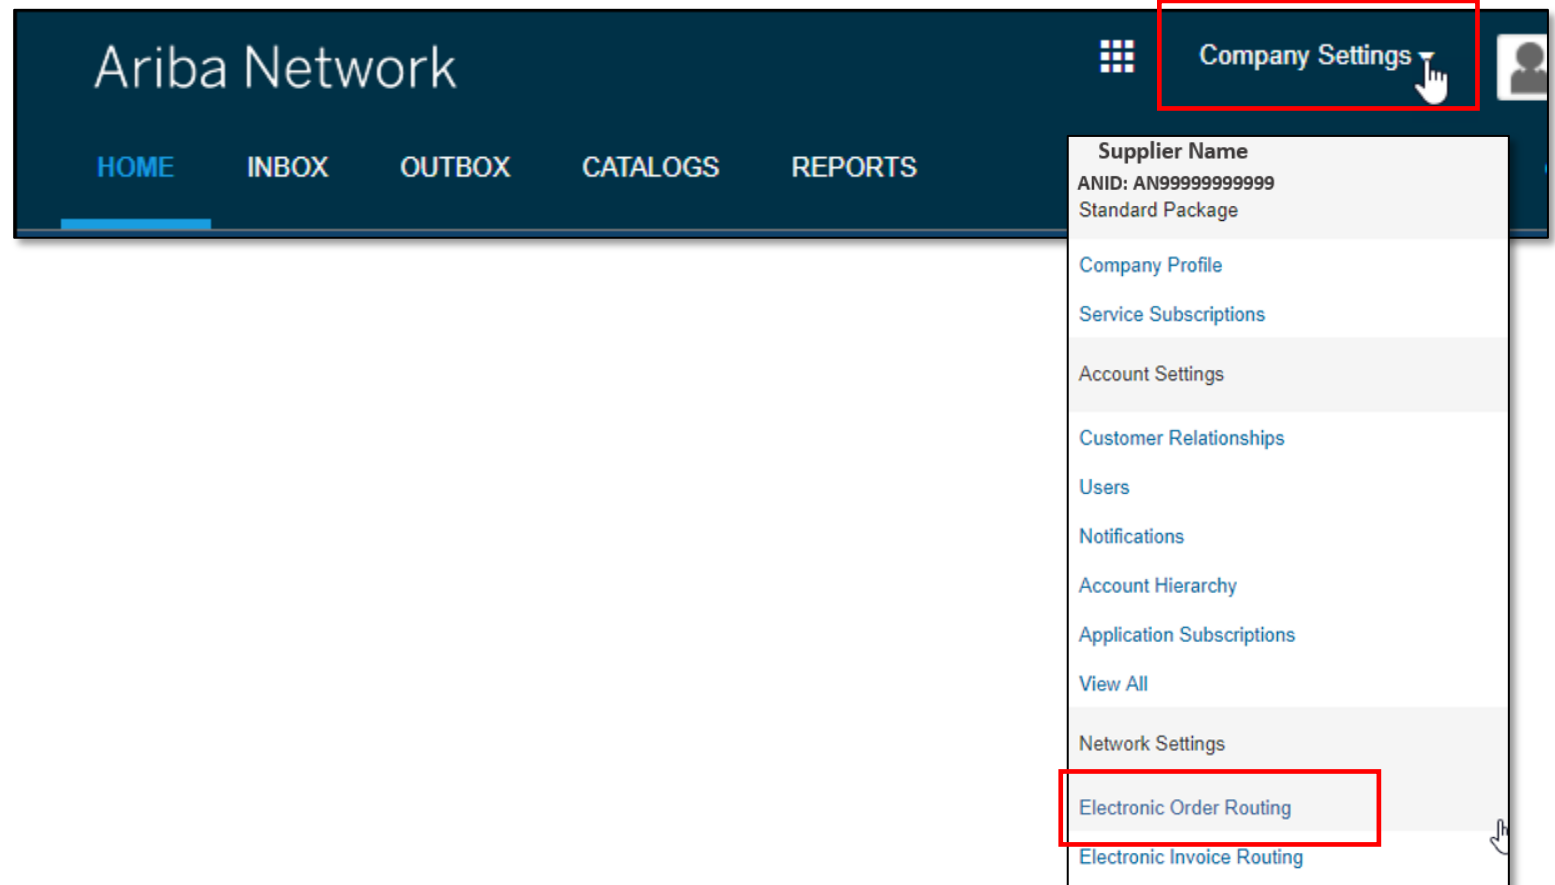 Ariba Network
Company Settings
HOME INBOX OUTBOX CATALOGS REPORTS
Supplier Name
ANID: AN99999999999
Standard Package
Company Profile
Service Subscriptions
Account Settings
Customer Relationships
Users
Notifications
Account Hierarchy
Application Subscriptions
View All
Network Settings
Electronic Order Routing
Electronic Invoice Routing